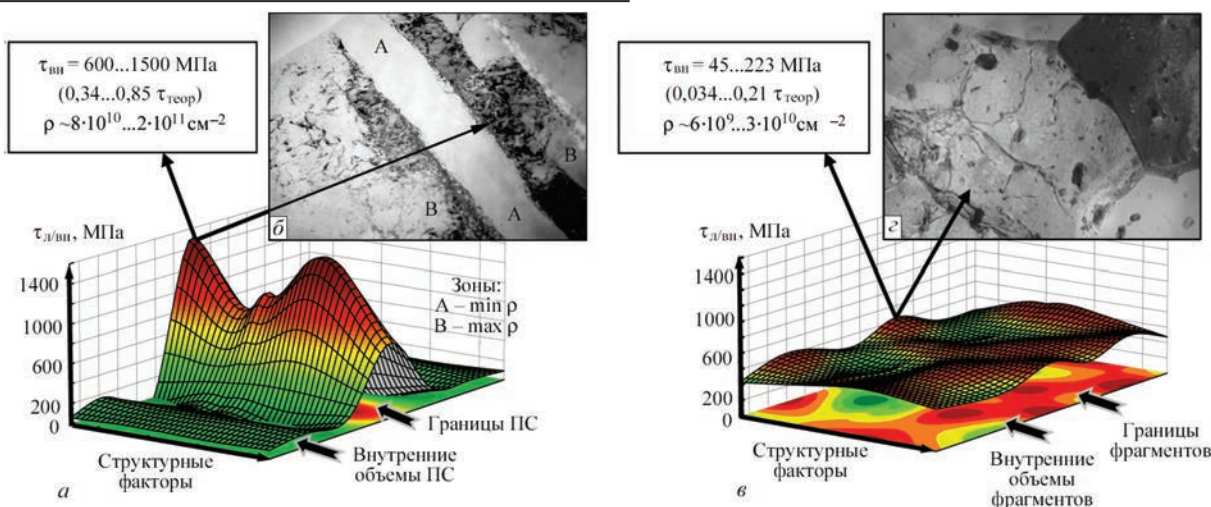 τвн = 600...1500 МПа
(0,34...0,85 τтеор)
ρ ~8·10¹⁰...2·10¹¹см⁻²
A
A
B
B
б
τл/вн, МПа
1400
1000
600
200
0
Зоны:
A – min ρ
B – max ρ
Границы ПС
Внутренние
объемы ПС
Структурные
факторы
а
τвн = 45...223 МПа
(0,034...0,21 τтеор)
ρ ~6·10⁹...3·10¹⁰см ⁻²
г
τл/вн, МПа
1400
1000
600
200
0
Границы
фрагментов
Внутренние
объемы
фрагментов
Структурные
факторы
в